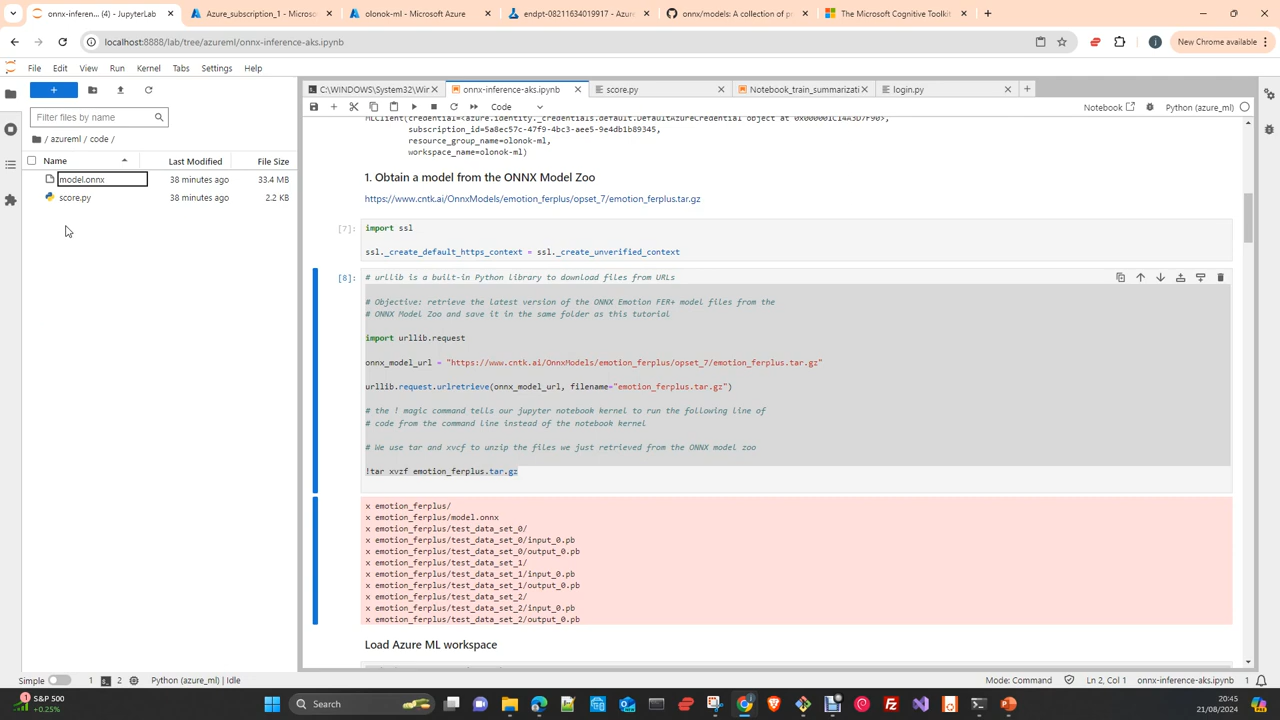 onnx-inference-a... (4) - JupyterLab
Azure_subscription_1 - Microso
olonok-ml - Microsoft Azure
endpt-08211634019917 - Azu
onnx/models: A collection of p
The Microsoft Cognitive Toolkit
localhost:8888/lab/tree/azureml/onnx-inference-aks.ipynb
New Chrome available
File Edit View Run Kernel Tabs Settings Help
C:\WINDOWS\System32\Wir
onnx-inference-aks.ipynb
score.py
Notebook_train_summarizati
login.py
Code
Notebook
Python (azure_ml)
Filter files by name
/ azureml / code /
Name Last Modified File Size
model.onnx 38 minutes ago 33.4 MB
score.py 38 minutes ago 2.2 KB
subscription_id=5a8ec57c-47f9-4bc3-aee5-9e4db1b89345,
resource_group_name=olonok-ml,
workspace_name=olonok-ml)
1. Obtain a model from the ONNX Model Zoo
https://www.cntk.ai/OnnxModels/emotion_ferplus/opset_7/emotion_ferplus.tar.gz
[7]: import ssl
ssl._create_default_https_context = ssl._create_unverified_context
[8]: # urllib is a built-in Python library to download files from URLs
# Objective: retrieve the latest version of the ONNX Emotion FER+ model files from the
# ONNX Model Zoo and save it in the same folder as this tutorial
import urllib.request
onnx_model_url = "https://www.cntk.ai/OnnxModels/emotion_ferplus/opset_7/emotion_ferplus.tar.gz"
urllib.request.urlretrieve(onnx_model_url, filename="emotion_ferplus.tar.gz")
# the ! magic command tells our jupyter notebook kernel to run the following line of
# code from the command line instead of the notebook kernel
# We use tar and xvcf to unzip the files we just retrieved from the ONNX model zoo
!tar xvzf emotion_ferplus.tar.gz
x emotion_ferplus/
x emotion_ferplus/model.onnx
x emotion_ferplus/test_data_set_0/
x emotion_ferplus/test_data_set_0/input_0.pb
x emotion_ferplus/test_data_set_0/output_0.pb
x emotion_ferplus/test_data_set_1/
x emotion_ferplus/test_data_set_1/input_0.pb
x emotion_ferplus/test_data_set_1/output_0.pb
x emotion_ferplus/test_data_set_2/
x emotion_ferplus/test_data_set_2/input_0.pb
x emotion_ferplus/test_data_set_2/output_0.pb
Load Azure ML workspace
Simple 1 2 Python (azure_ml) | Idle
Mode: Command Ln 2, Col 1 onnx-inference-aks.ipynb 1
S&P 500
+0.25%
Search
20:45
21/08/2024